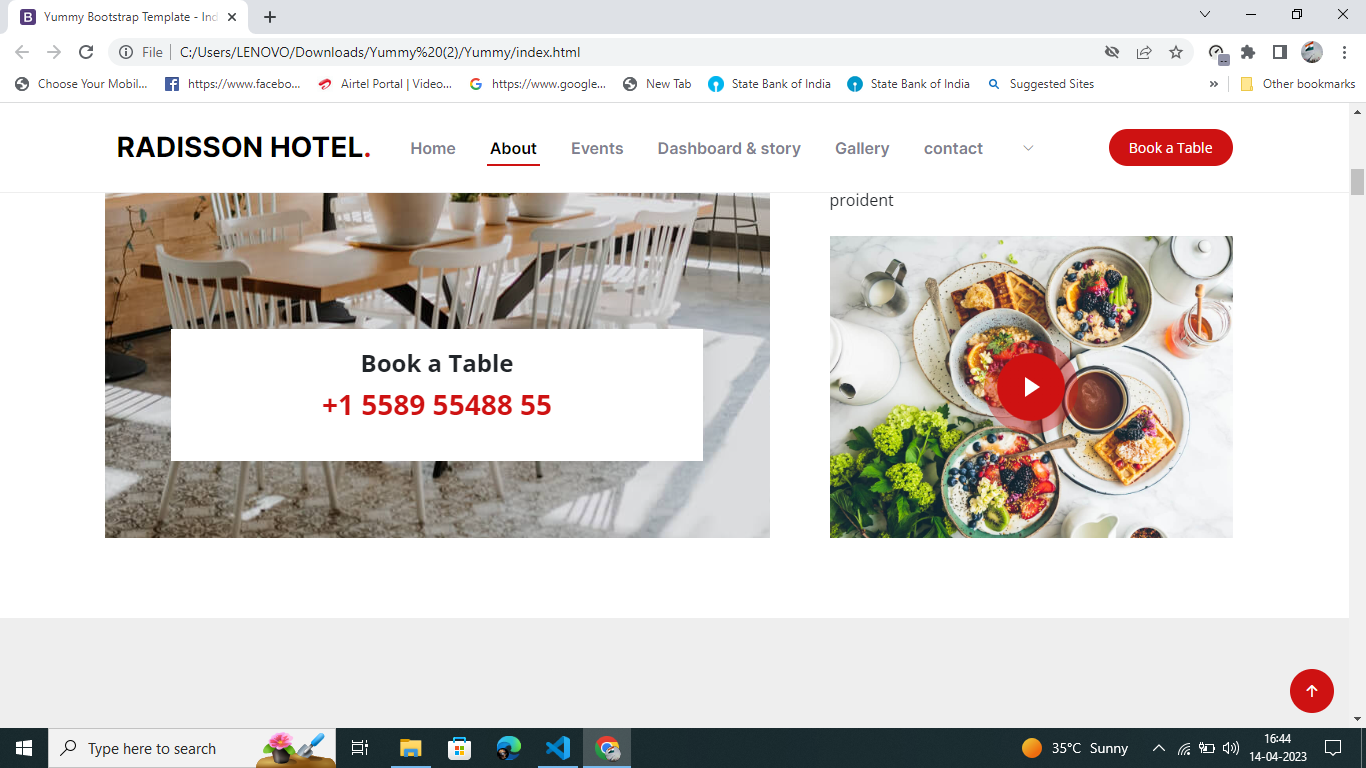 Yummy Bootstrap Template - Ind
File
C:/Users/LENOVO/Downloads/Yummy%20(2)/Yummy/index.html
Choose Your Mobil...
https://www.facebo...
Airtel Portal | Video...
https://www.google...
New Tab
State Bank of India
State Bank of India
Suggested Sites
»
Other bookmarks
RADISSON HOTEL.
Home
About
Events
Dashboard & story
Gallery
contact
Book a Table
proident
Book a Table
+1 5589 55488 55
Type here to search
35°C Sunny
16:44
14-04-2023